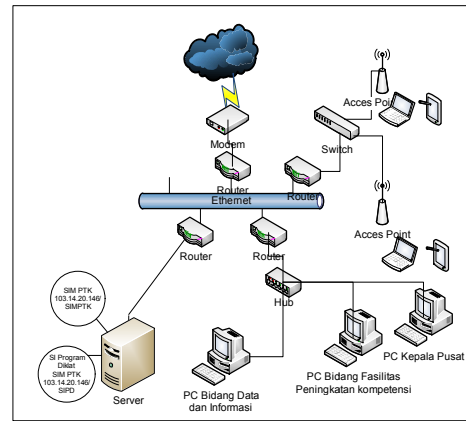 Acces Point
Modem
Switch
Router
Router
Ethernet
Acces Point
Router
Router
Hub
SIM PTK
103.14.20.146/
SIMPTK
PC Kepala Pusat
SI Program
Diklat
SIM PTK
103.14.20.146/
SIPD
Server
PC Bidang Data
dan Informasi
PC Bidang Fasilitas
Peningkatan kompetensi